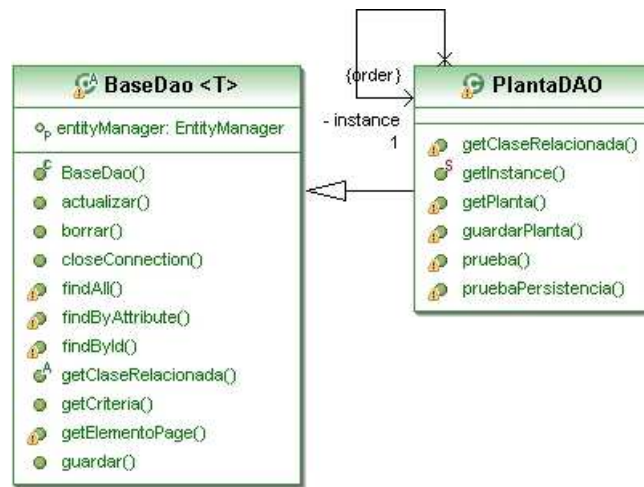 BaseDao <T>
entityManager: EntityManager
BaseDao()
actualizar()
borrar()
closeConnection()
findAll()
findByAttribute()
findById()
getClaseRelacionada()
getCriteria()
getElementoPage()
guardar()
{order}
- instance
1
PlantaDAO
getClaseRelacionada()
getInstance()
getPlanta()
guardarPlanta()
prueba()
pruebaPersistencia()